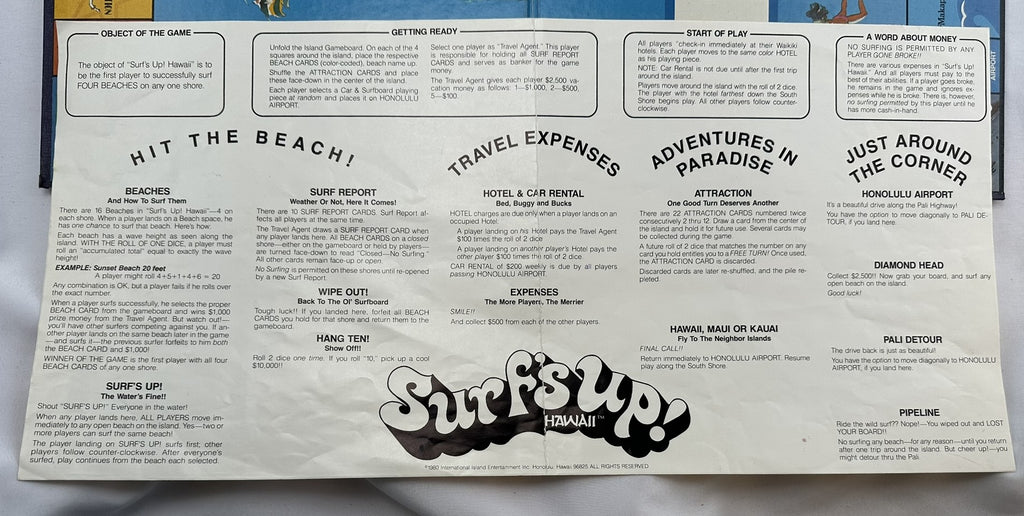 OBJECT OF THE GAME
The object of "Surf's Up! Hawaii" is to
be the first player to successfully surf
FOUR BEACHES on any one shore.
GETTING READY
Unfold the Island Gameboard. On each of the 4
squares around the island, place the respective
BEACH CARDS (color-coded), beach name up.
Shuffle the ATTRACTION CARDS and place
these face-down in the center of the island.
Each player selects a Car & Surfboard playing
piece at random and places it on HONOLULU
AIRPORT.
Select one player as "Travel Agent." This player
is responsible for holding all SURF REPORT
CARDS and serves as banker for the game
money.
The Travel Agent gives each player $2,500 va-
cation money as follows: 1—$1,000, 2—$500,
5—$100.
START OF PLAY
All players "check-in" immediately at their Waikiki
hotels. Each player moves to the same color HOTEL
as his playing piece.
NOTE: Car Rental is not due until after the first trip
around the island.
Players move around the island with the roll of 2 dice.
The player with the hotel farthest down the South
Shore begins play. All other players follow counter-
clockwise.
A WORD ABOUT MONEY
NO SURFING IS PERMITTED BY ANY
PLAYER GONE BROKE!!
There are various expenses in "Surf's Up!
Hawaii." And all players must pay to the
best of their abilities. If a player goes broke,
he remains in the game and ignores ex-
penses while he is broke. There is, however,
no surfing permitted by this player until he
has more cash-in-hand.
AIRPORT
HIT THE BEACH!
BEACHES
And How To Surf Them
There are 16 Beaches in "Surf's Up! Hawaii"—4 on
each shore. When a player lands on a Beach space, he
has one chance to surf that beach. Here's how:
Each beach has a wave height as seen along the
island. WITH THE ROLL OF ONE DICE, a player must
roll an "accumulated total" equal to exactly the wave
height!
EXAMPLE: Sunset Beach 20 feet
A player might roll 4+5+1+4+6 = 20
Any combination is OK, but a player fails if he rolls over
the exact number.
When a player surfs successfully, he selects the proper
BEACH CARD from the gameboard and wins $1,000
prize money from the Travel Agent. But watch out!—
you'll have other surfers competing against you. If an-
other player lands on the same beach later in the game
—and surfs it—the previous surfer forfeits to him both
the BEACH CARD and $1,000!
WINNER OF THE GAME is the first player with all four
BEACH CARDS of any one shore.
SURF'S UP!
The Water's Fine!!
Shout "SURF'S UP!" Everyone in the water!
When any player lands here, ALL PLAYERS move im-
mediately to any open beach on the island. Yes—two or
more players can surf the same beach!
The player landing on SURF'S UP surfs first; other
players follow counter-clockwise. After everyone's
surfed, play continues from the beach each selected.
SURF REPORT
Weather Or Not, Here It Comes!
There are 10 SURF REPORT CARDS. Surf Report af-
fects all players at the same time.
The Travel Agent draws a SURF REPORT CARD when
any player lands here. All BEACH CARDS on a closed
shore—either on the gameboard or held by players—
are turned face-down to read "Closed—No Surfing."
All other cards remain face-up or open.
No Surfing is permitted on these shores until re-opened
by a new Surf Report.
WIPE OUT!
Back To The Ol' Surfboard
Tough luck!! If you landed here, forfeit all BEACH
CARDS you hold for that shore and return them to the
gameboard.
HANG TEN!
Show Off!!
Roll 2 dice one time. If you roll "10," pick up a cool
$10,000!!
TRAVEL EXPENSES
HOTEL & CAR RENTAL
Bed, Buggy and Bucks
HOTEL charges are due only when a player lands on an
occupied Hotel:
A player landing on his Hotel pays the Travel Agent
$100 times the roll of 2 dice.
A player landing on another player's Hotel pays the
other player $100 times the roll of 2 dice.
CAR RENTAL of $200 weekly is due by all players
passing HONOLULU AIRPORT.
EXPENSES
The More Players, The Merrier
SMILE!!
And collect $500 from each of the other players.
ADVENTURES IN
PARADISE
ATTRACTION
One Good Turn Deserves Another
There are 22 ATTRACTION CARDS numbered twice
consecutively 2 thru 12. Draw a card from the center of
the island and hold it for future use. Several cards may
be collected during the game.
A future roll of 2 dice that matches the number on any
card you hold entitles you to a FREE TURN! Once used,
the ATTRACTION CARD is discarded.
Discarded cards are later re-shuffled, and the pile re-
pleted.
HAWAII, MAUI OR KAUAI
Fly To The Neighbor Islands
FINAL CALL!!
Return immediately to HONOLULU AIRPORT. Resume
play along the South Shore.
JUST AROUND
THE CORNER
HONOLULU AIRPORT
It's a beautiful drive along the Pali Highway!
You have the option to move diagonally to PALI DE-
TOUR, if you land here.
DIAMOND HEAD
Collect $2,500!! Now grab your board, and surf any
open beach on the island.
Good luck!
PALI DETOUR
The drive back is just as beautiful!
You have the option to move diagonally to HONOLULU
AIRPORT, if you land here.
PIPELINE
Ride the wild surf?? Nope!—You wiped out and LOST
YOUR BOARD!!
No surfing any beach—for any reason—until you return
after one trip around the island. But cheer up!—you
might detour thru the Pali.
Surf's Up!
HAWAII™
©1980 International Island Entertainment Inc. Honolulu, Hawaii 96825 ALL RIGHTS RESERVED